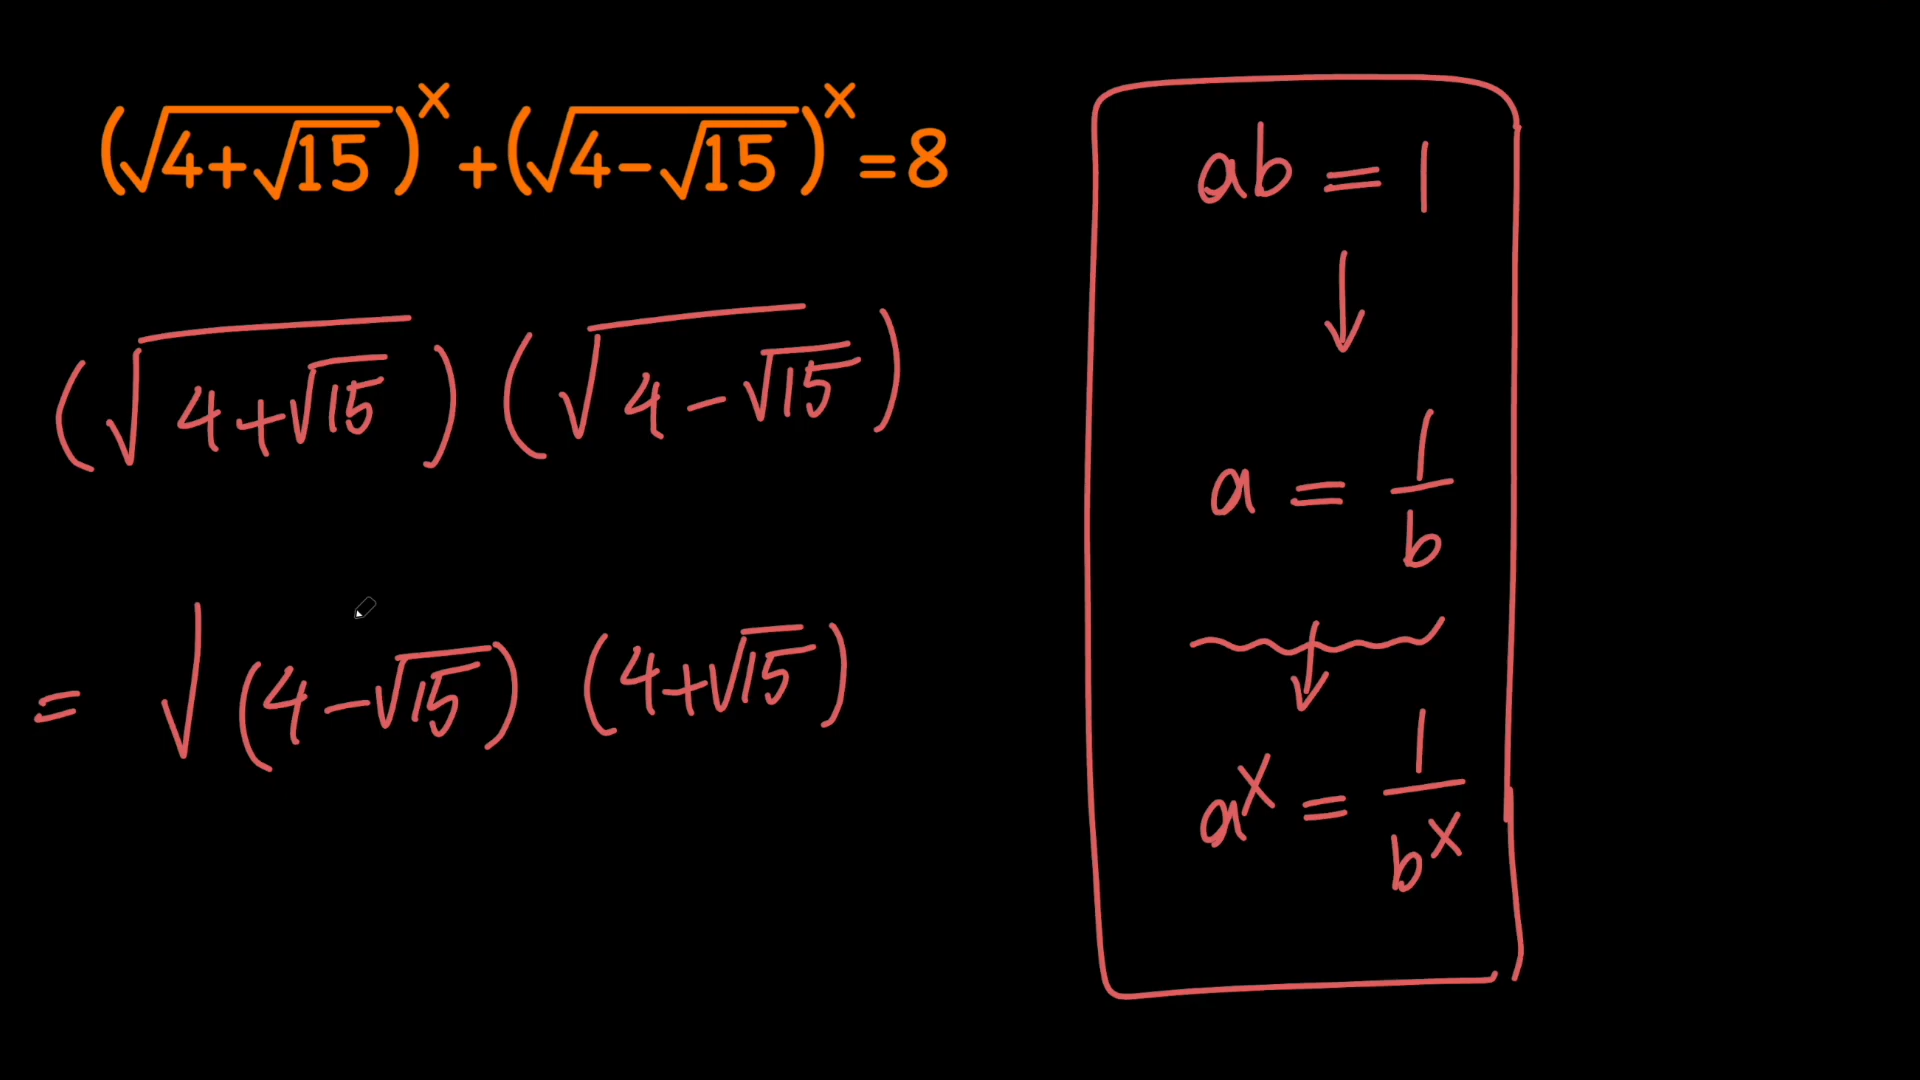 (√(4+√15))^x + (√(4-√15))^x = 8
(√(4+√15)) (√(4-√15))
= √(4-√15) (4+√15)
ab = 1
↓
a = 1/b
↓
a^x = 1/b^x